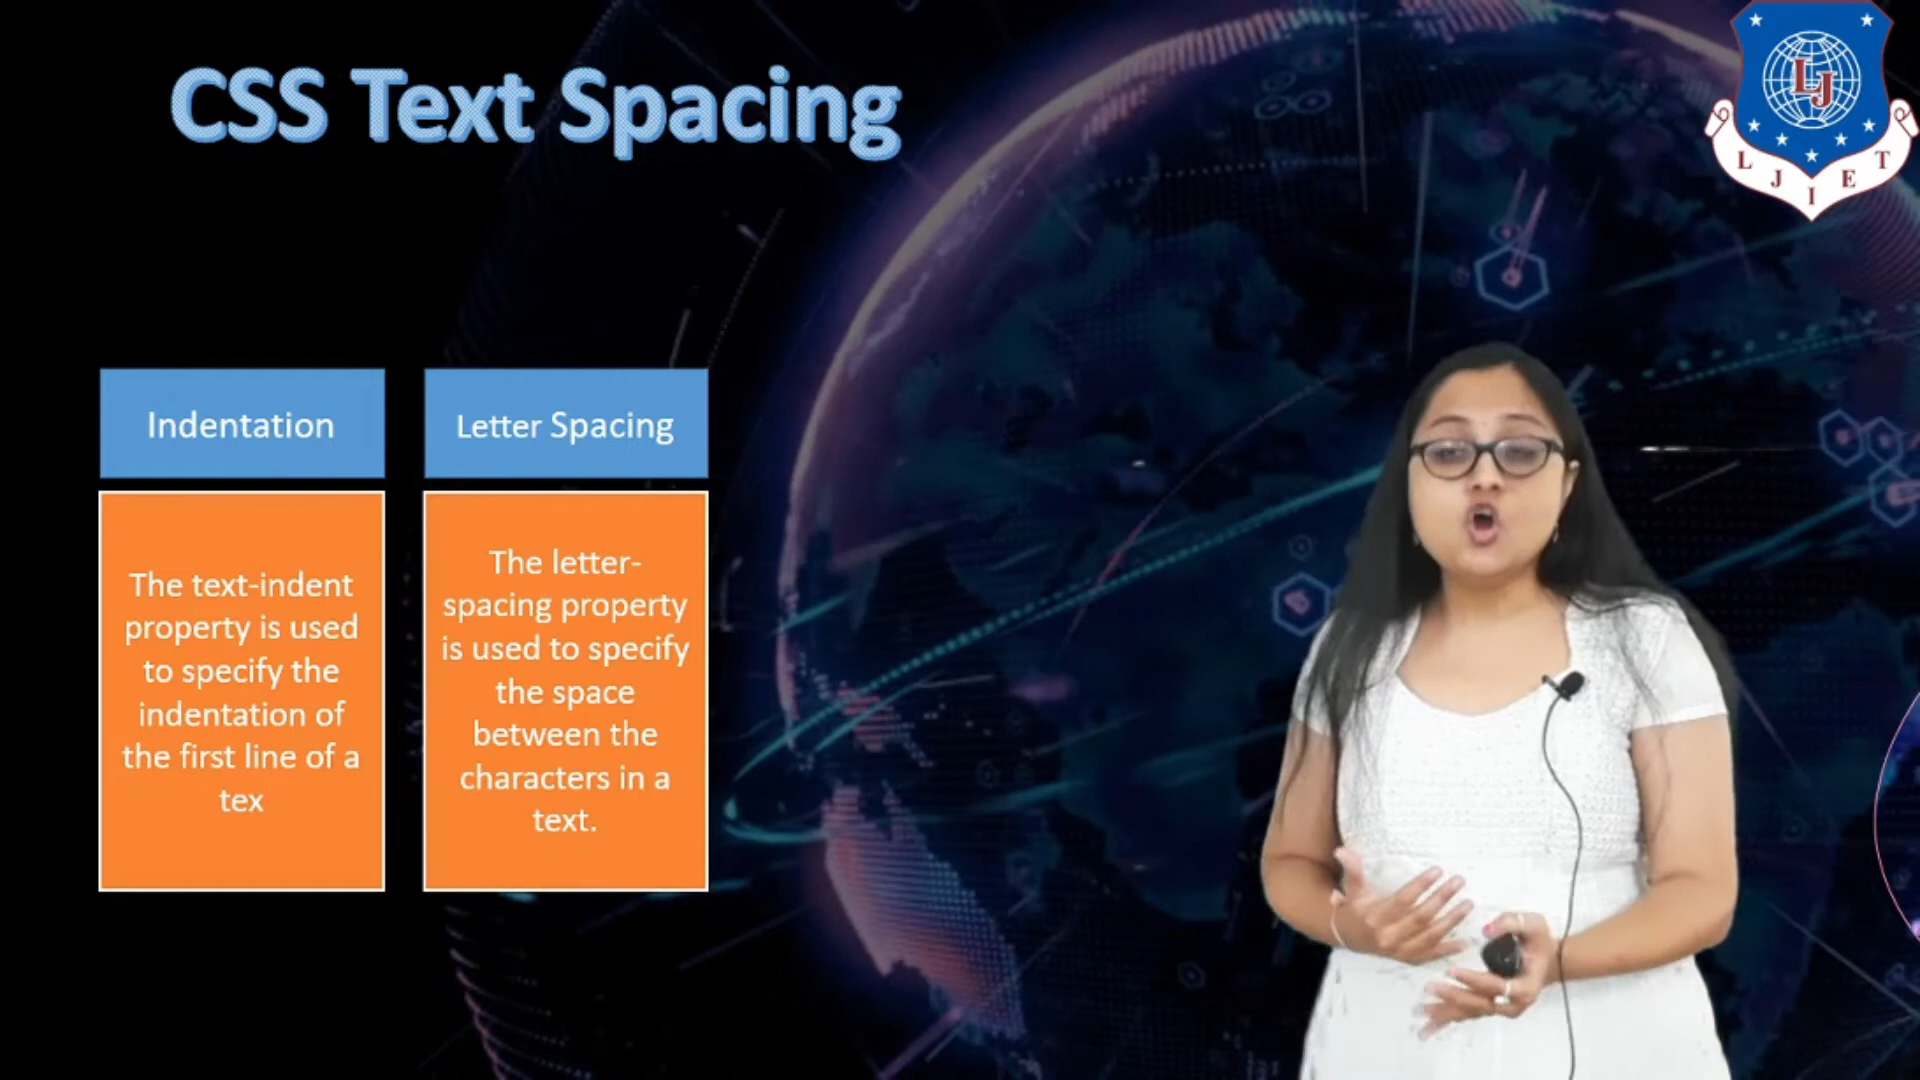 CSS Text Spacing
LJ
L J I E T
Indentation
The text-indent
property is used
to specify the
indentation of
the first line of a
tex
Letter Spacing
The letter-
spacing property
is used to specify
the space
between the
characters in a
text.